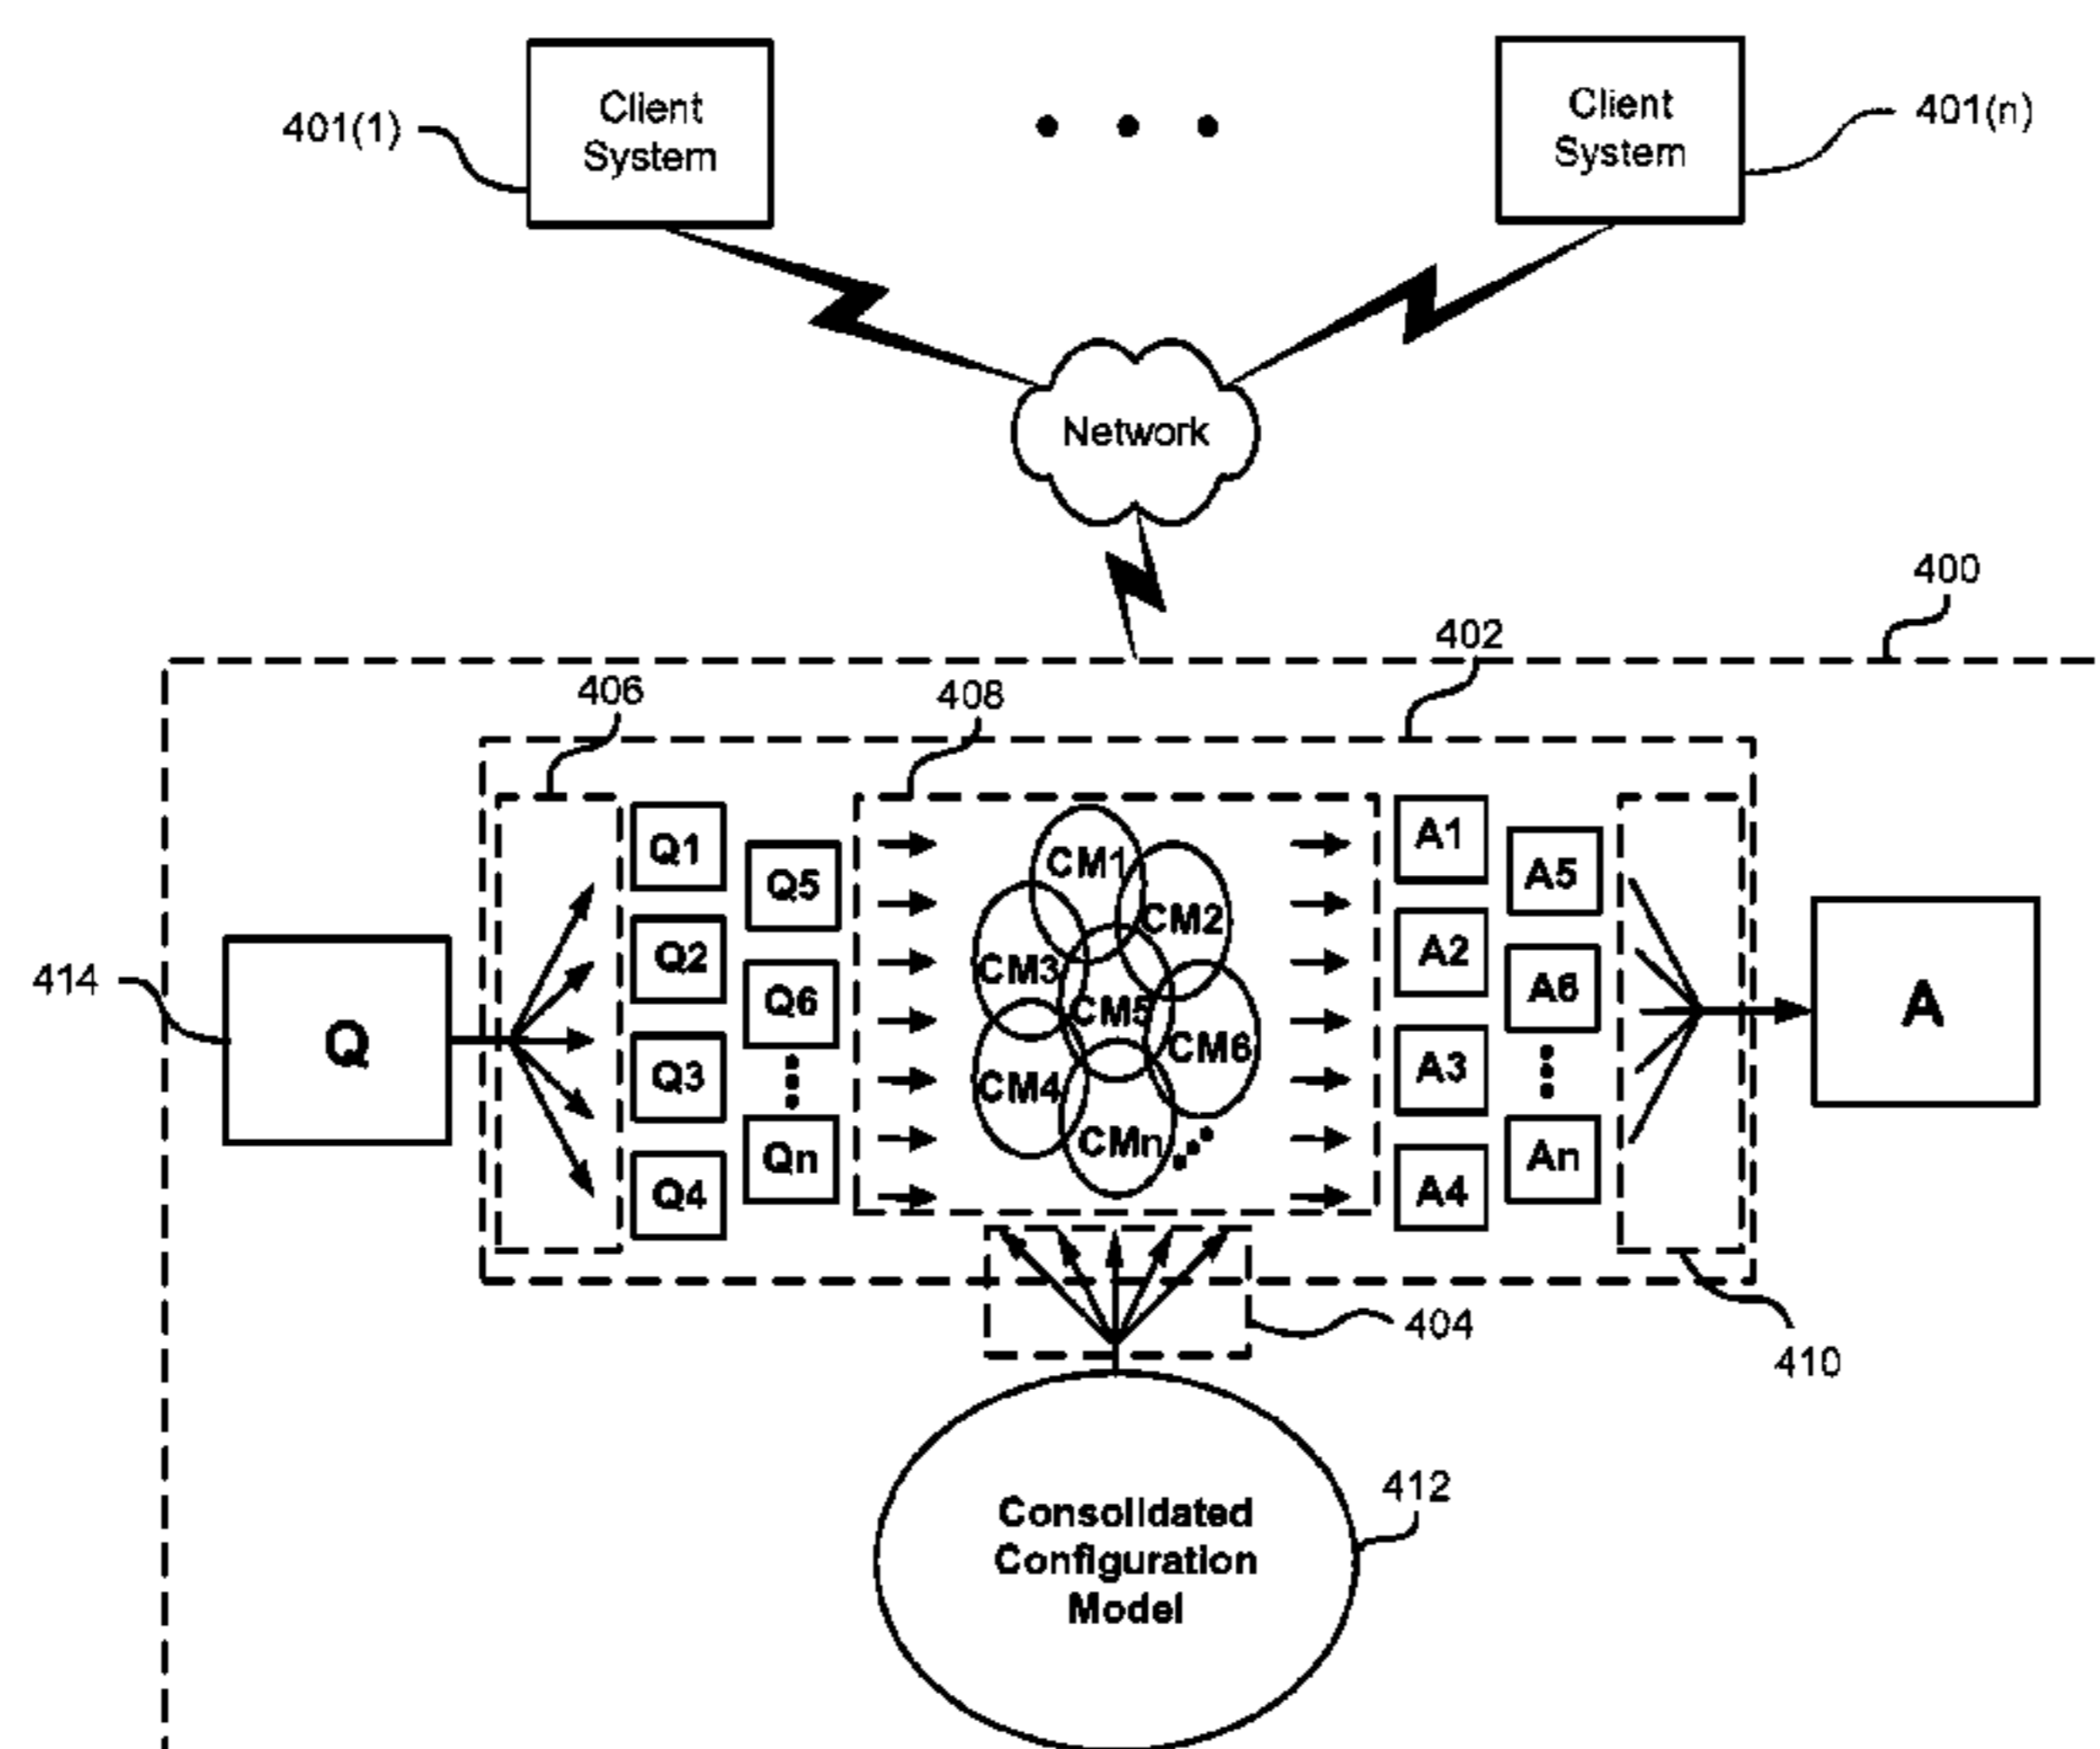 Client
System
401(1)
Client
System
401(n)
Network
400
402
406
408
Q1
Q2
Q3
Q4
Q5
Q6
Qn
CM1
CM2
CM3
CM5
CM6
CM4
CMn
A1
A2
A3
A4
A5
A6
An
414
Q
A
404
410
412
Consolidated
Configuration
Model